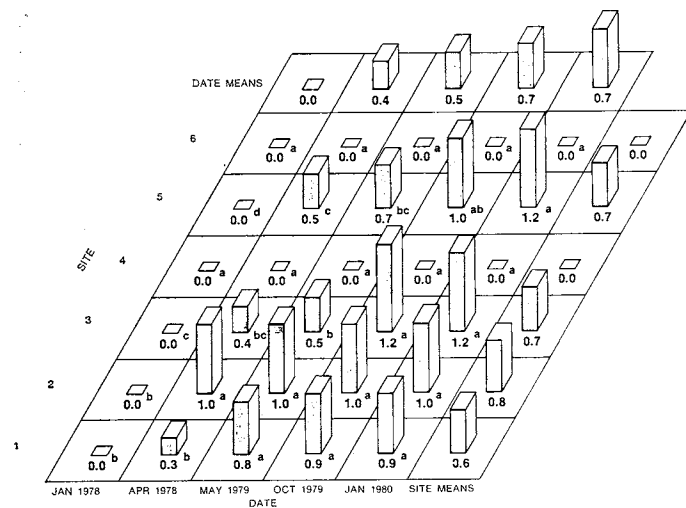 DATE MEANS 0.0 0.4 0.5 0.7 0.7
6 0.0 a 0.0 a 0.0 a 0.0 a 0.0 a 0.0
5 0.0 d 0.5 c 0.7 bc 1.0 ab 1.2 a 0.7
4 0.0 a 0.0 a 0.0 a 0.0 a 0.0 a 0.0
SITE
3 0.0 c 0.4 bc 0.5 b 1.2 a 1.2 a 0.7
2 0.0 b 1.0 a 1.0 a 1.0 a 1.0 a 0.8
1 0.0 b 0.3 b 0.8 a 0.9 a 0.9 a 0.6
JAN 1978 APR 1978 MAY 1979 OCT 1979 JAN 1980 SITE MEANS
DATE